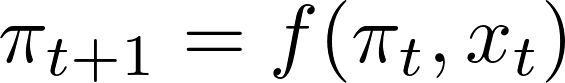 π_{t+1} = f(π_t, x_t)